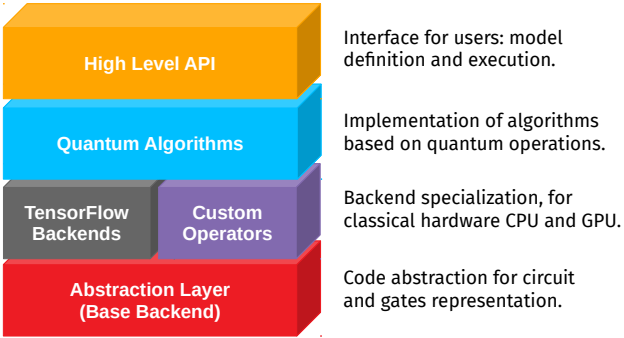 High Level API
Interface for users: model
definition and execution.
Quantum Algorithms
Implementation of algorithms
based on quantum operations.
TensorFlow
Backends
Custom
Operators
Backend specialization, for
classical hardware CPU and GPU.
Abstraction Layer
(Base Backend)
Code abstraction for circuit
and gates representation.